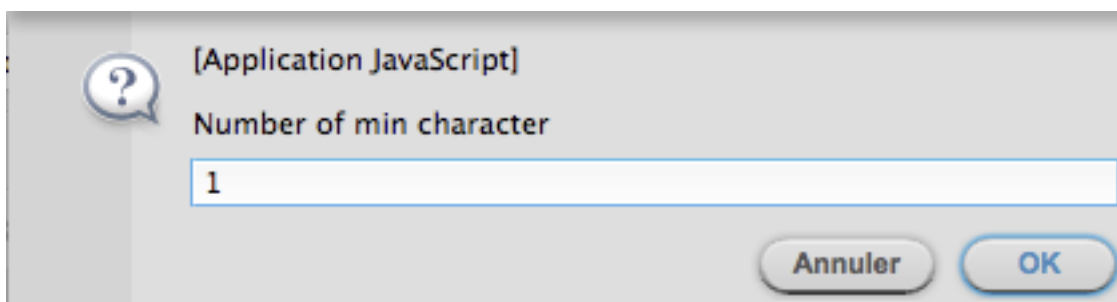 [Application JavaScript]
Number of min character
1
Annuler OK